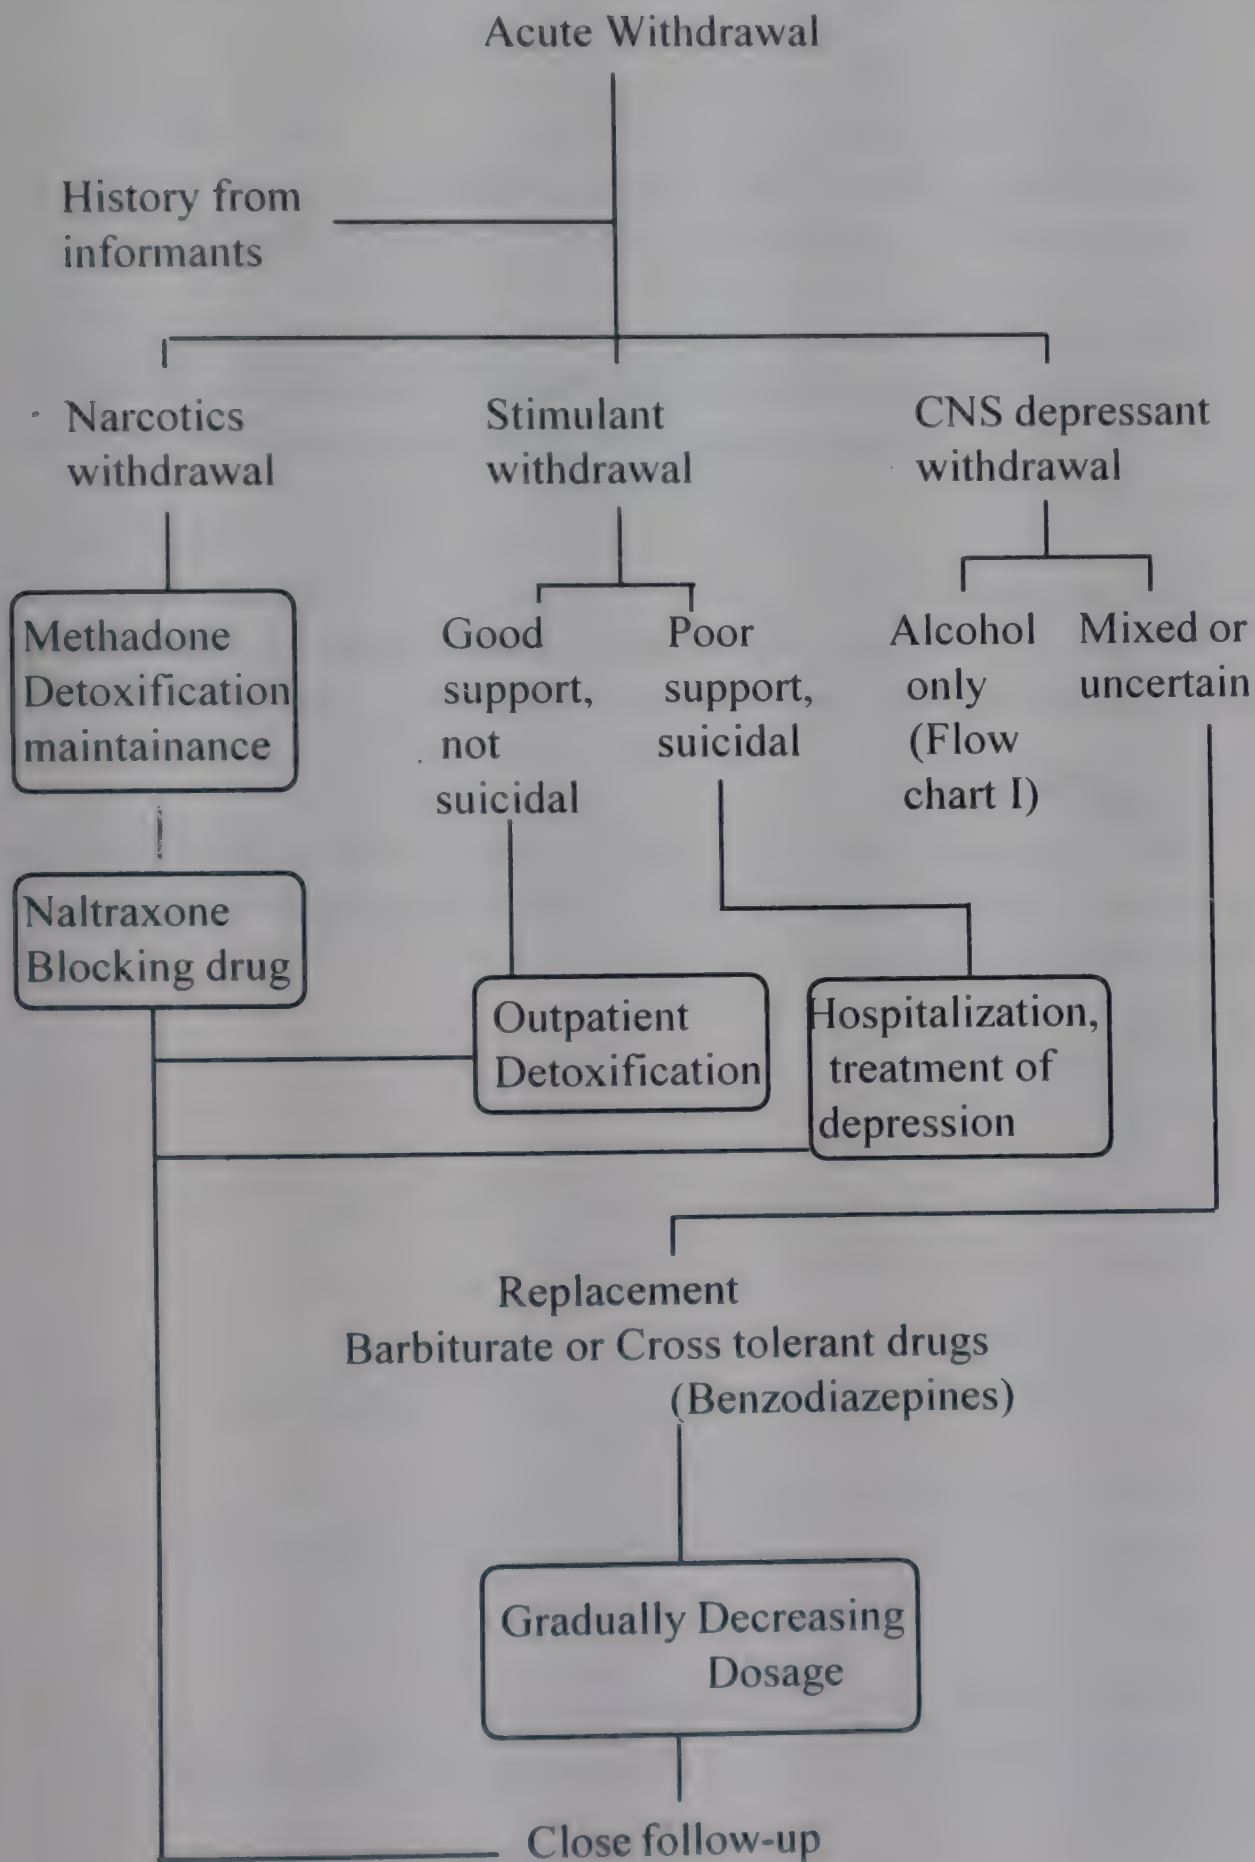 Acute Withdrawal
History from
informants
Narcotics
withdrawal
Stimulant
withdrawal
CNS depressant
withdrawal
Methadone
Detoxification
maintainance
Good
support,
not
suicidal
Poor
support,
suicidal
Alcohol
only
(Flow
chart I)
Mixed or
uncertain
Naltraxone
Blocking drug
Outpatient
Detoxification
Hospitalization,
treatment of
depression
Replacement
Barbiturate or Cross tolerant drugs
(Benzodiazepines)
Gradually Decreasing
Dosage
Close follow-up